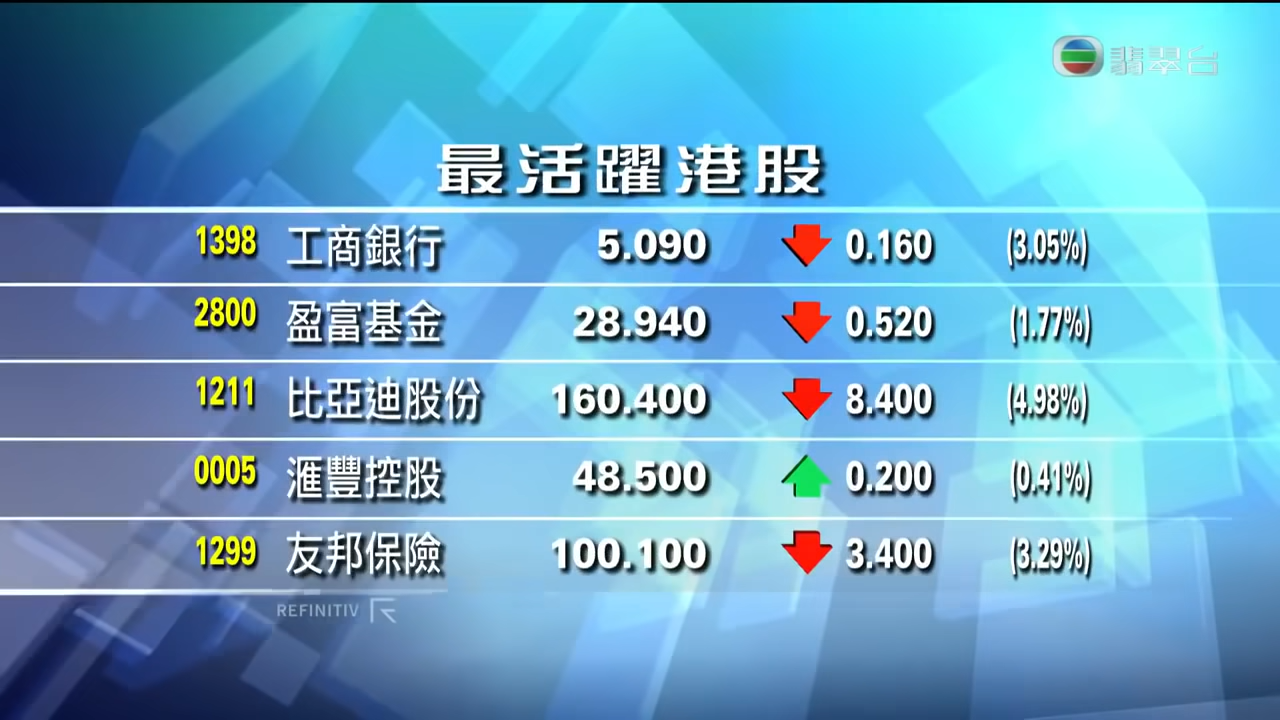 翡翠台
最活躍港股
1398 工商銀行 5.090 0.160 (3.05%)
2800 盈富基金 28.940 0.520 (1.77%)
1211 比亞迪股份 160.400 8.400 (4.98%)
0005 滙豐控股 48.500 0.200 (0.41%)
1299 友邦保險 100.100 3.400 (3.29%)
REFINITIV